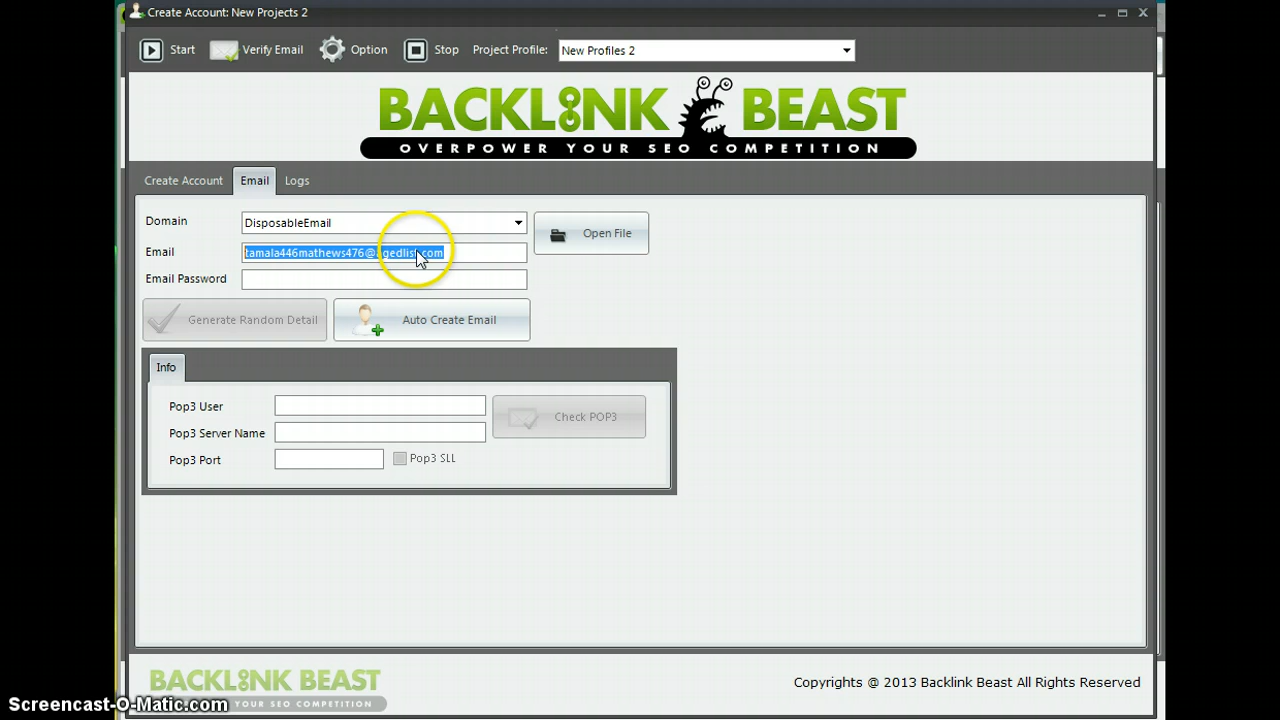 Create Account: New Projects 2
Start Verify Email Option Stop Project Profile: New Profiles 2
BACKLINK BEAST
OVERPOWER YOUR SEO COMPETITION
Create Account Email Logs
Domain DisposableEmail Open File
Email tamala446mathews476@agedlist.com
Email Password
Generate Random Detail Auto Create Email
Info
Pop3 User Check POP3
Pop3 Server Name
Pop3 Port Pop3 SLL
BACKLINK BEAST
YOUR SEO COMPETITION
Copyrights @ 2013 Backlink Beast All Rights Reserved
Screencast-O-Matic.com